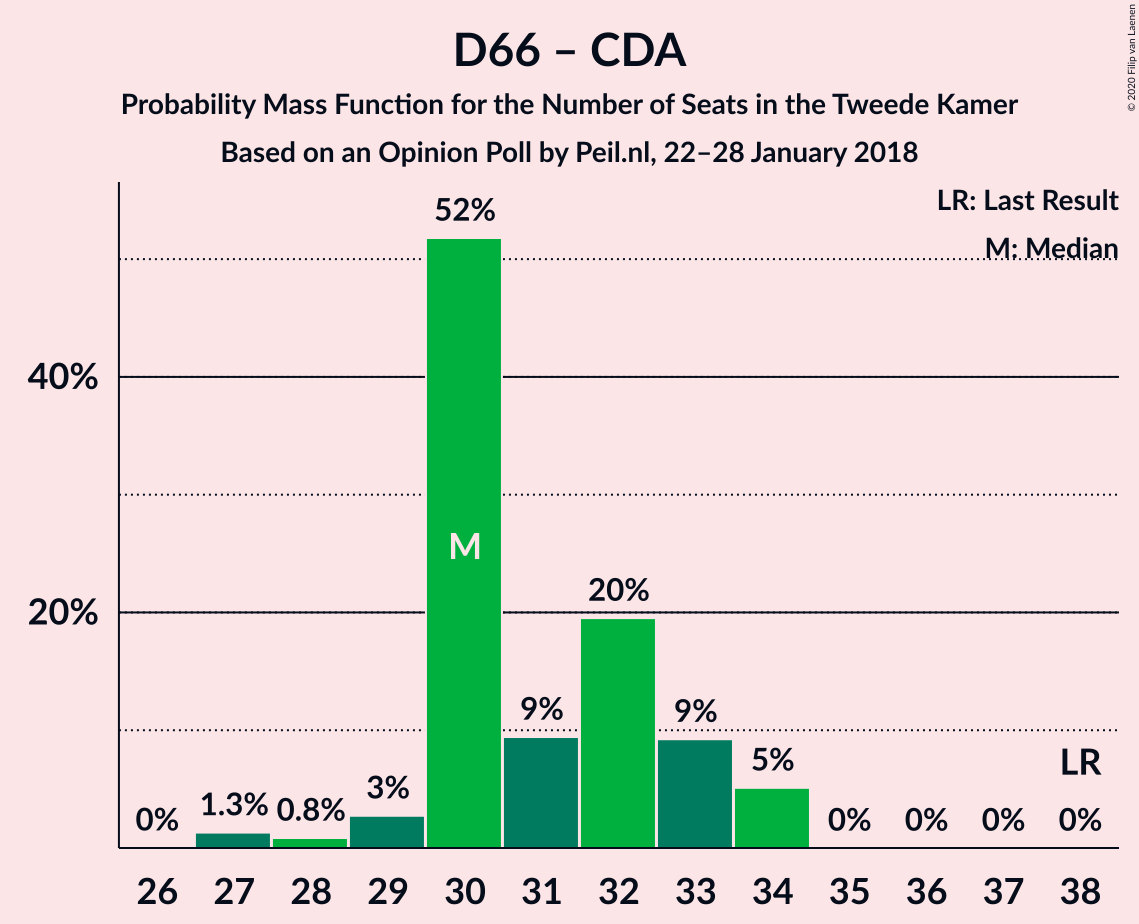 D66 – CDA
Probability Mass Function for the Number of Seats in the Tweede Kamer
Based on an Opinion Poll by Peil.nl, 22–28 January 2018
© 2020 Filip van Laenen
LR: Last Result
M: Median
52%
40%
M
20%
20%
9%
9%
5%
LR
3%
1.3%
0.8%
0%
0%
0%
0%
0%
26 27 28 29 30 31 32 33 34 35 36 37 38